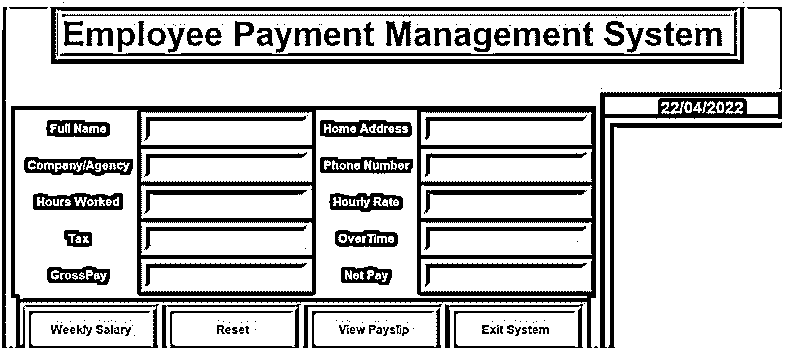 Employee Payment Management System
22/04/2022
Full Name Home Address
Company/Agency Phone Number
Hours Worked Hourly Rate
Tax OverTime
GrossPay Net Pay
Weekly Salary Reset View Payslip Exit System